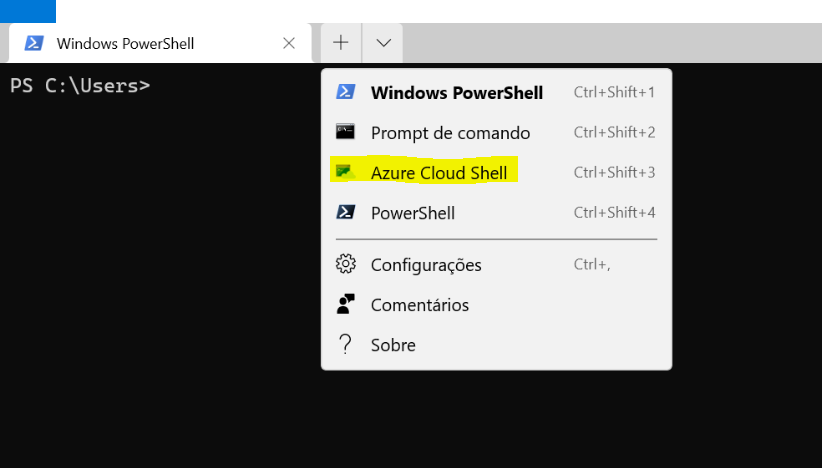 Windows PowerShell
PS C:\Users>
Windows PowerShell Ctrl+Shift+1
Prompt de comando Ctrl+Shift+2
Azure Cloud Shell Ctrl+Shift+3
PowerShell Ctrl+Shift+4
Configurações Ctrl+,
Comentários
Sobre